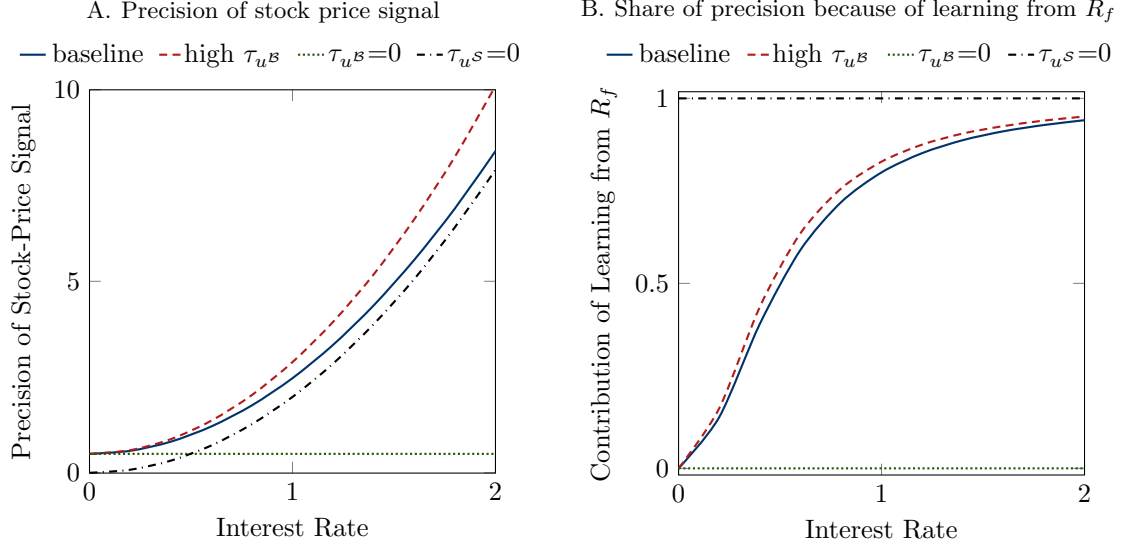 A. Precision of stock price signal
baseline high τ_{u^ℬ} τ_{u^ℬ}=0 τ_{u^𝒮}=0
Precision of Stock-Price Signal
10
5
0
0 1 2
Interest Rate
B. Share of precision because of learning from R_f
baseline high τ_{u^ℬ} τ_{u^ℬ}=0 τ_{u^𝒮}=0
Contribution of Learning from R_f
1
0.5
0
0 1 2
Interest Rate